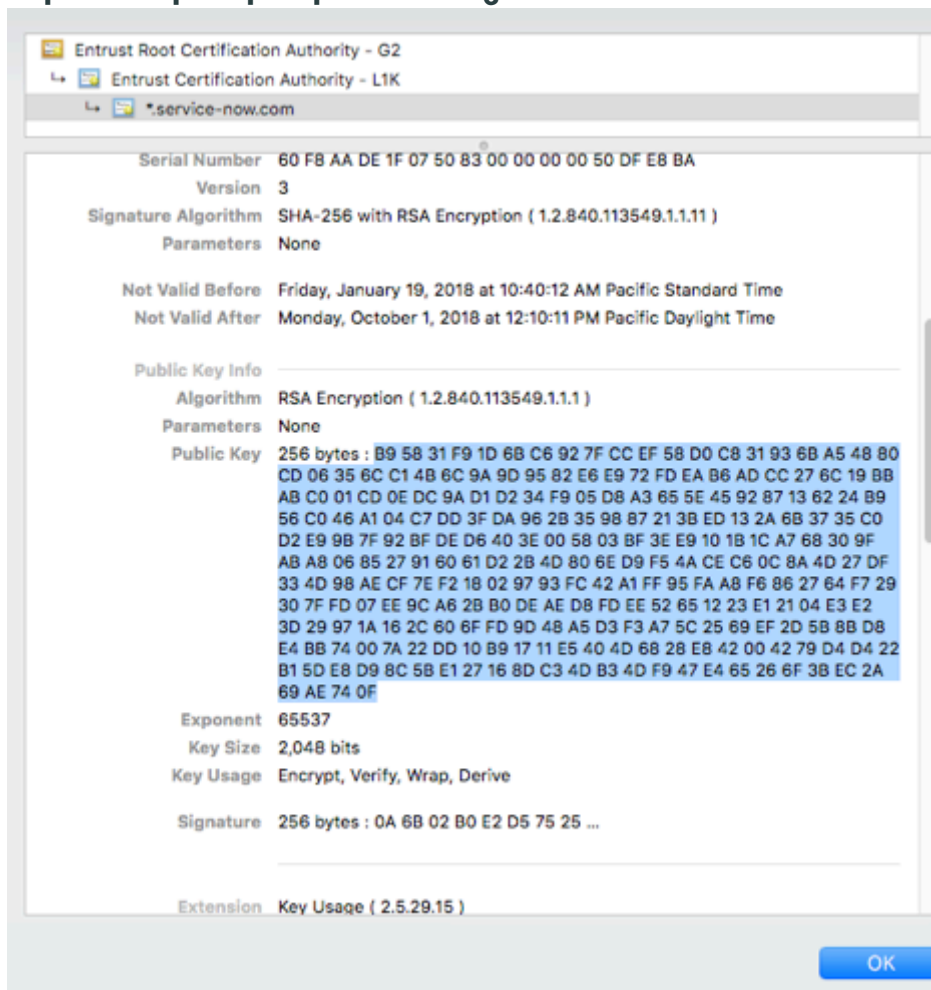 Entrust Root Certification Authority - G2
↳ Entrust Certification Authority - L1K
↳ *.service-now.com
Serial Number 60 F8 AA DE 1F 07 50 83 00 00 00 00 50 DF E8 BA
Version 3
Signature Algorithm SHA-256 with RSA Encryption ( 1.2.840.113549.1.1.11 )
Parameters None
Not Valid Before Friday, January 19, 2018 at 10:40:12 AM Pacific Standard Time
Not Valid After Monday, October 1, 2018 at 12:10:11 PM Pacific Daylight Time
Public Key Info
Algorithm RSA Encryption ( 1.2.840.113549.1.1.1 )
Parameters None
Public Key 256 bytes : B9 58 31 F9 1D 6B C6 92 7F CC EF 58 D0 C8 31 93 6B A5 48 80
CD 06 35 6C C1 4B 6C 9A 9D 95 82 E6 E9 72 FD EA B6 AD CC 27 6C 19 BB
AB C0 01 CD 0E DC 9A D1 D2 34 F9 05 D8 A3 65 5E 45 92 87 13 62 24 B9
56 C0 46 A1 04 C7 DD 3F DA 96 2B 35 98 87 21 3B ED 13 2A 6B 37 35 C0
D2 E9 9B 7F 92 BF DE D6 40 3E 00 58 03 BF 3E E9 10 1B 1C A7 68 30 9F
AB A8 06 85 27 91 60 61 D2 2B 4D 80 6E D9 F5 4A CE C6 0C 8A 4D 27 DF
33 4D 98 AE CF 7E F2 18 02 97 93 FC 42 A1 FF 95 FA A8 F6 86 27 64 F7 29
30 7F FD 07 EE 9C A6 2B B0 DE AE D8 FD EE 52 65 12 23 E1 21 04 E3 E2
3D 29 97 1A 16 2C 60 6F FD 9D 48 A5 D3 F3 A7 5C 25 69 EF 2D 5B 8B D8
E4 BB 74 00 7A 22 DD 10 B9 17 11 E5 40 4D 68 28 E8 42 00 42 79 D4 D4 22
B1 5D E8 D9 8C 5B E1 27 16 8D C3 4D B3 4D F9 47 E4 65 26 6F 3B EC 2A
69 AE 74 0F
Exponent 65537
Key Size 2,048 bits
Key Usage Encrypt, Verify, Wrap, Derive
Signature 256 bytes : 0A 6B 02 B0 E2 D5 75 25 ...
Extension Key Usage ( 2.5.29.15 )
OK